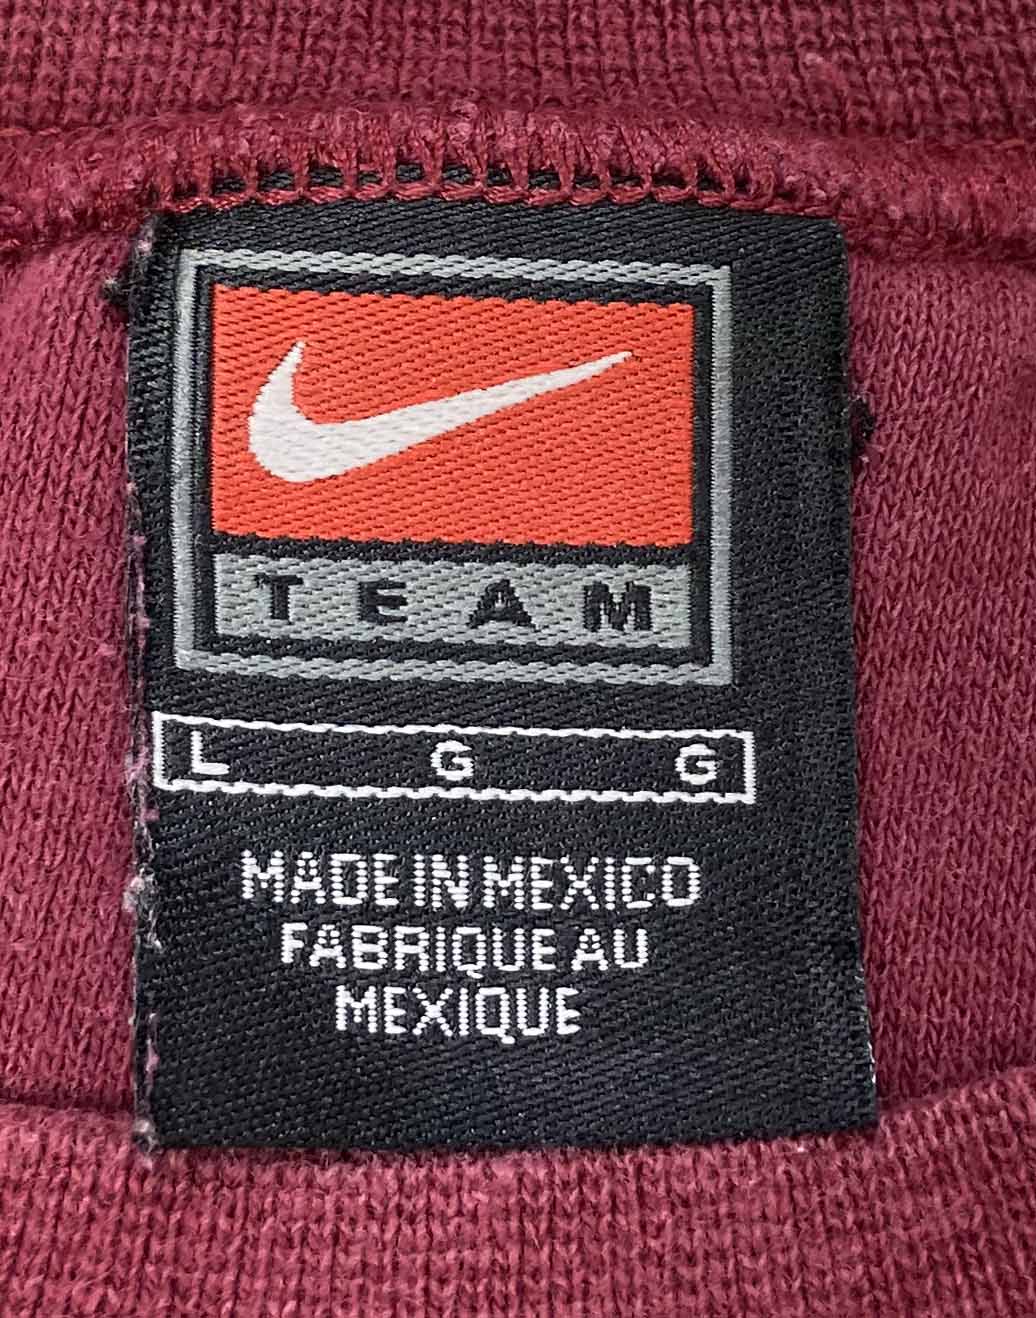 TEAM
L G G
MADE IN MEXICO
FABRIQUE AU
MEXIQUE